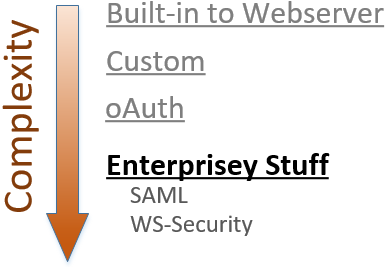 Complexity
Built-in to Webserver
Custom
oAuth
Enterprisey Stuff
SAML
WS-Security